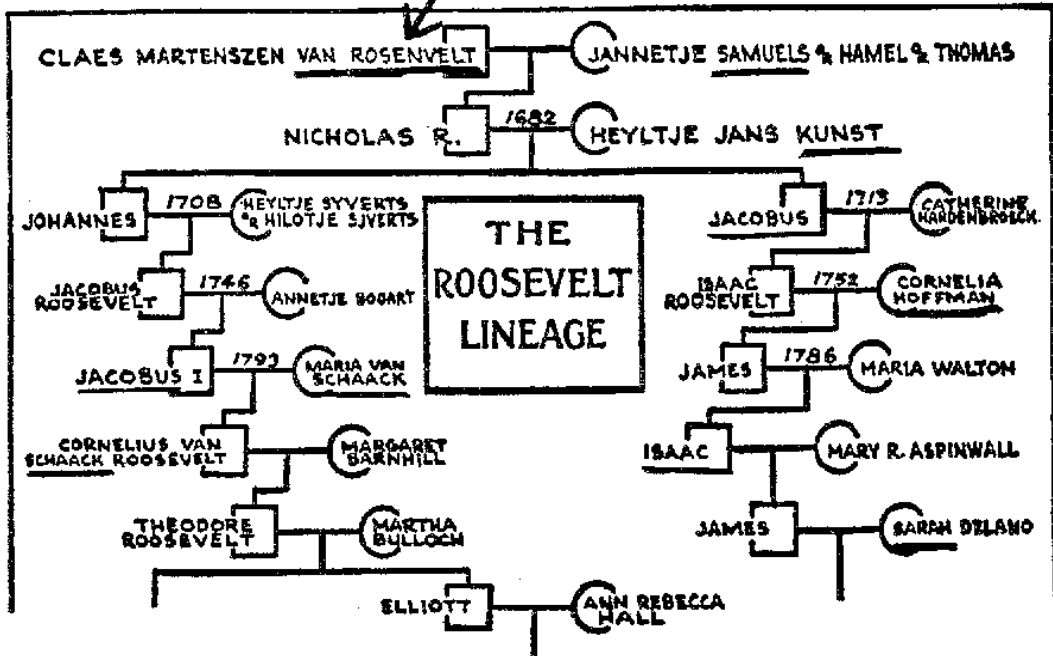 CLAES MARTENSZEN VAN ROSENVELT
JANNETJE SAMUELS OR HAMEL OR THOMAS
NICHOLAS R.
1682
HEYLTJE JANS KUNST
JOHANNES
1708
HEYLTJE SYVERTS
OR HILOTJE SJVERTS
THE
ROOSEVELT
LINEAGE
JACOBUS
1713
CATHERINE
HARDENBROECK.
JACOBUS
ROOSEVELT
1746
ANNETJE BOGART
ISAAC
ROOSEVELT
1752
CORNELIA
HOFFMAN
JACOBUS I
1793
MARIA VAN
SCHAACK
JAMES
1786
MARIA WALTON
CORNELIUS VAN
SCHAACK ROOSEVELT
MARGARET
BARNHILL
ISAAC
MARY R. ASPINWALL
THEODORE
ROOSEVELT
MARTHA
BULLOCH
JAMES
SARAH DELANO
ELLIOTT
ANN REBECCA
HALL